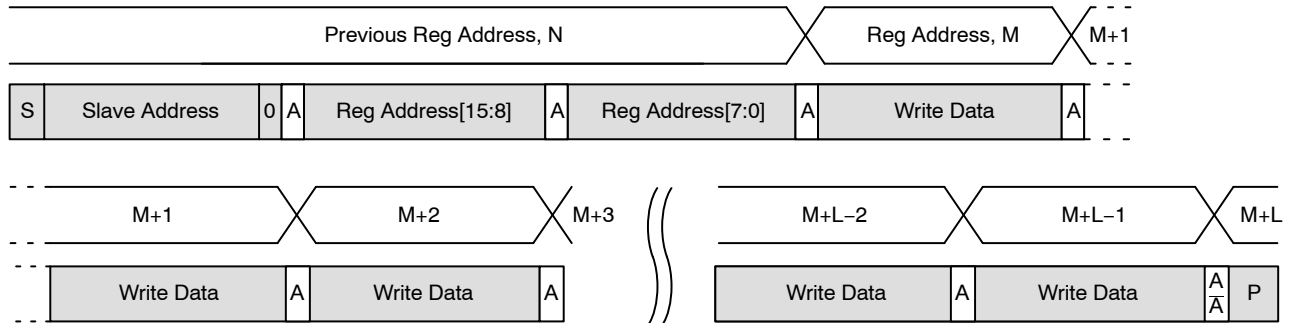 Previous Reg Address, N Reg Address, M M+1
S Slave Address 0 A Reg Address[15:8] A Reg Address[7:0] A Write Data A
M+1 M+2 M+3 M+L−2 M+L−1 M+L
Write Data A Write Data A Write Data A Write Data A/A̅ P